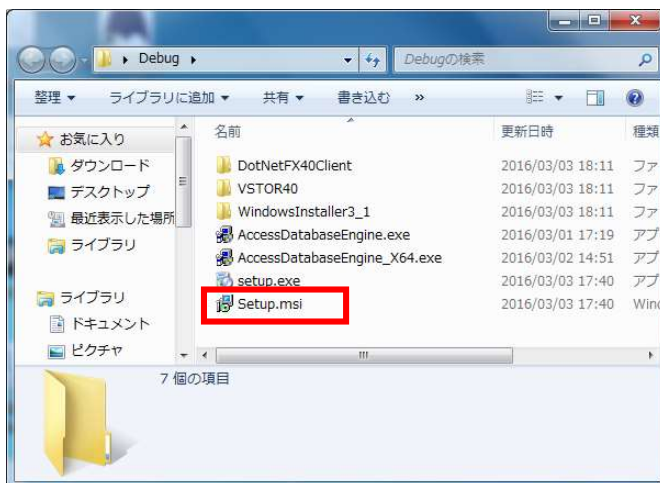 Debug
Debugの検索
整理 ライブラリに追加 共有 書き込む »
お気に入り
ダウンロード
デスクトップ
最近表示した場所
ライブラリ
ライブラリ
ドキュメント
ピクチャ
名前 更新日時 種類
DotNetFX40Client 2016/03/03 18:11 ファ
VSTOR40 2016/03/03 18:11 ファ
WindowsInstaller3_1 2016/03/03 18:11 ファ
AccessDatabaseEngine.exe 2016/03/01 17:19 アプ
AccessDatabaseEngine_X64.exe 2016/03/02 14:51 アプ
setup.exe 2016/03/03 17:40 アプ
Setup.msi 2016/03/03 17:40 Wind
7 個の項目